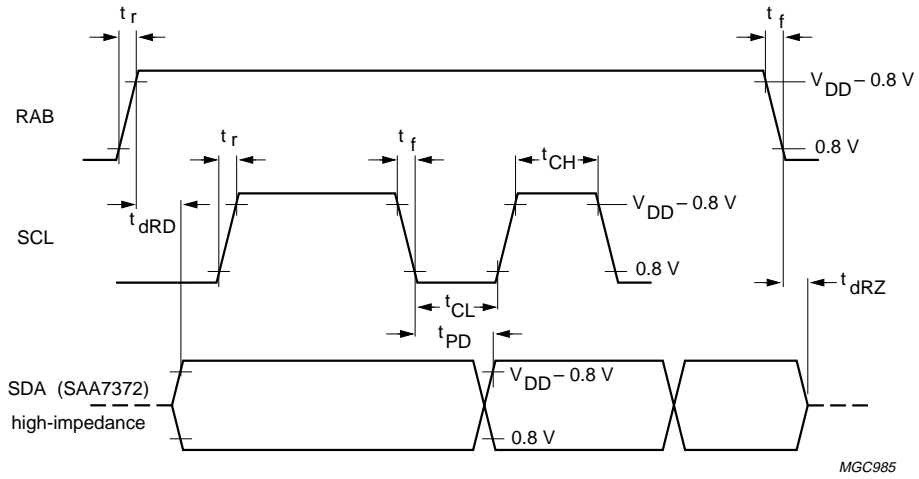 t r
t f
RAB
V DD – 0.8 V
0.8 V
t r
t f
t CH
t dRD
SCL
V DD – 0.8 V
0.8 V
t dRZ
t CL
t PD
SDA (SAA7372)
high-impedance
V DD – 0.8 V
0.8 V
MGC985